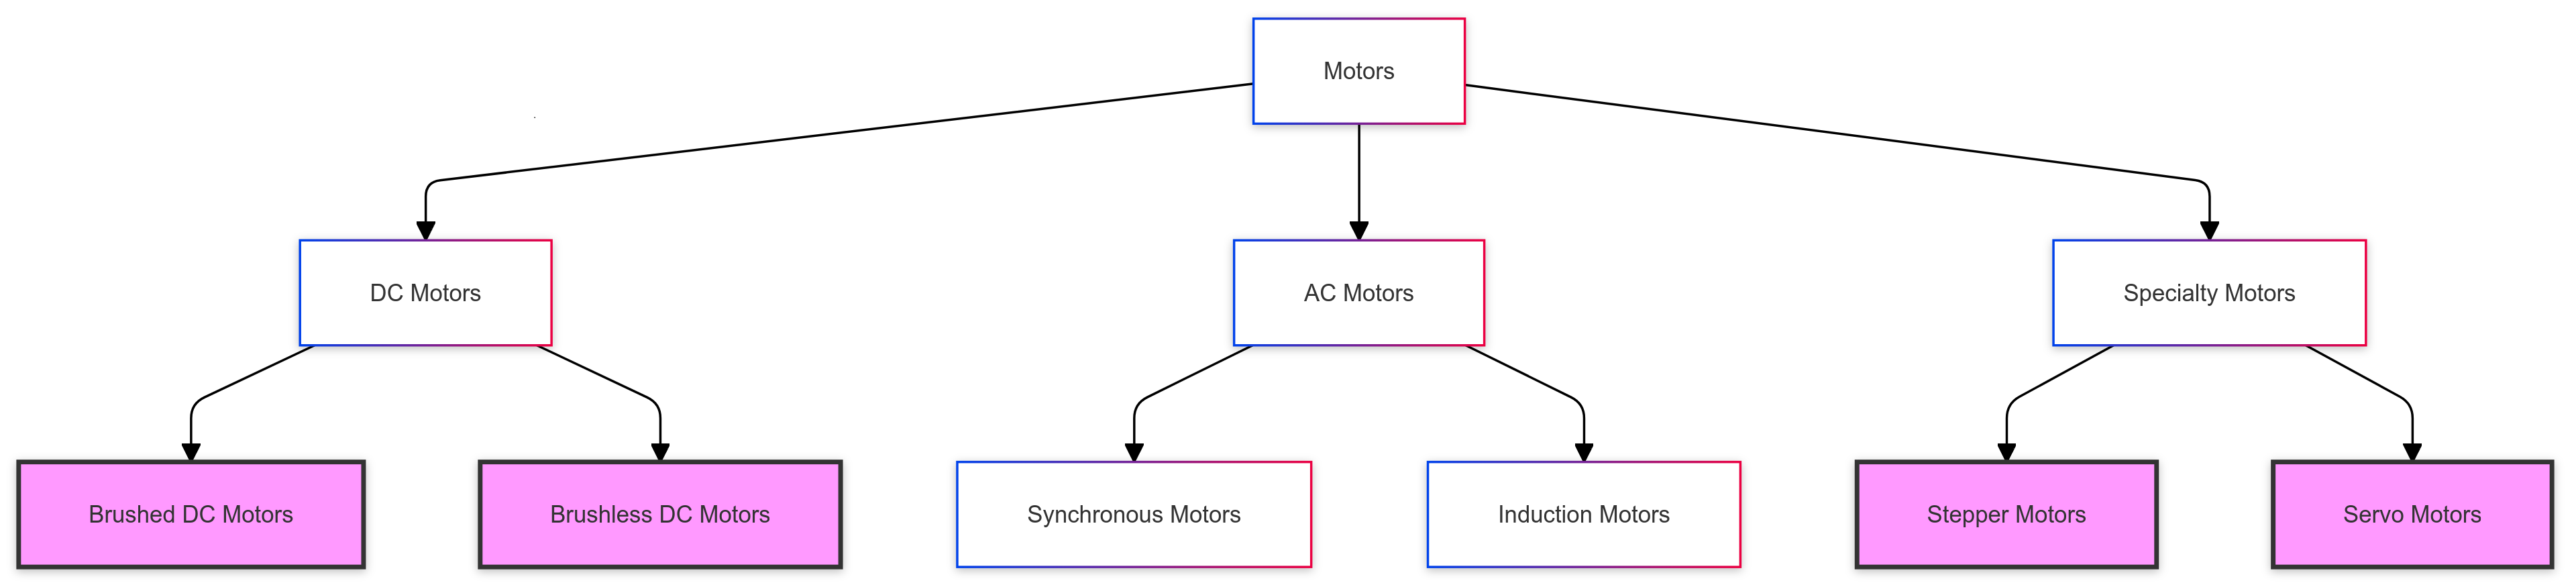 Motors
DC Motors
AC Motors
Specialty Motors
Brushed DC Motors
Brushless DC Motors
Synchronous Motors
Induction Motors
Stepper Motors
Servo Motors